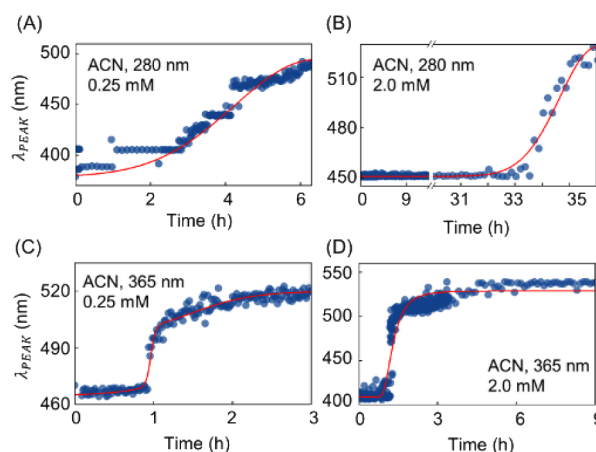 (A)
ACN, 280 nm
0.25 mM
500
450
400
λPEAK (nm)
0 2 4 6
Time (h)
(B)
ACN, 280 nm
2.0 mM
510
480
450
0 9 31 33 35
Time (h)
(C)
ACN, 365 nm
0.25 mM
520
490
460
λPEAK (nm)
0 1 2 3
Time (h)
(D)
550
500
450
400
ACN, 365 nm
2.0 mM
0 3 6 9
Time (h)